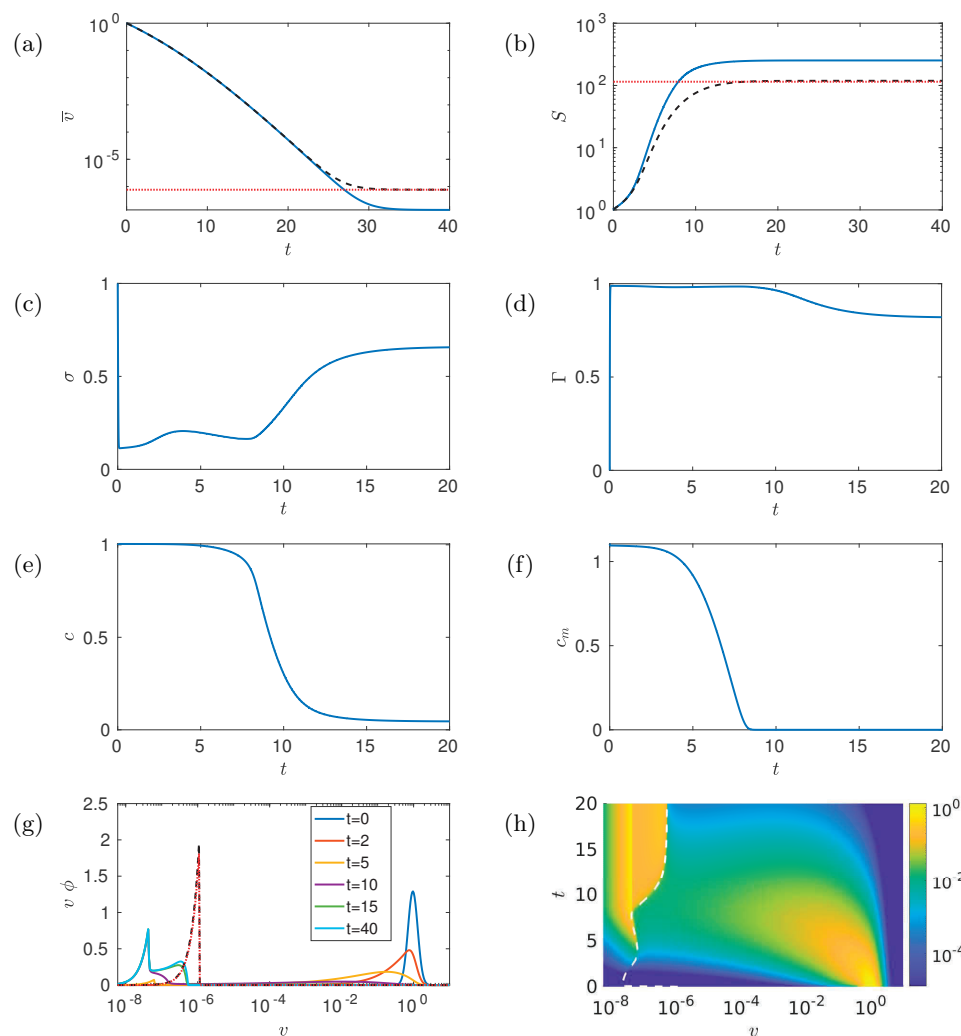 (a)
10^0
10^-5
v̅
0 10 20 30 40
t
(b)
10^3
10^2
10^1
10^0
S
0 10 20 30 40
t
(c)
1
0.5
0
σ
0 5 10 15 20
t
(d)
1
0.5
0
Γ
0 5 10 15 20
t
(e)
1
0.5
0
c
0 5 10 15 20
t
(f)
1
0.5
0
c_m
0 5 10 15 20
t
(g)
2.5
2
1.5
1
0.5
0
v ϕ
t=0
t=2
t=5
t=10
t=15
t=40
10^-8 10^-6 10^-4 10^-2 10^0
v
(h)
20
15
10
5
0
t
10^0
10^-2
10^-4
10^-8 10^-6 10^-4 10^-2 10^0
v